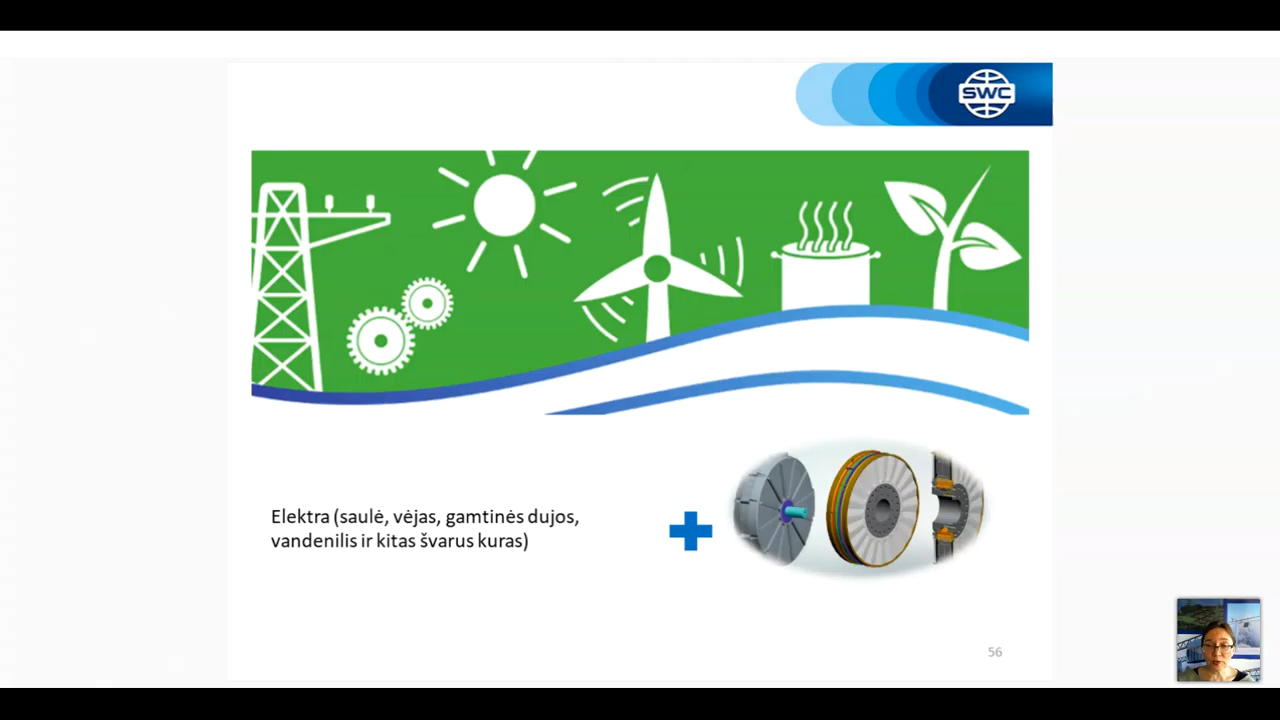 SWC
Elektra (saulė, vėjas, gamtinės dujos,
vandenilis ir kitas švarus kuras)
56